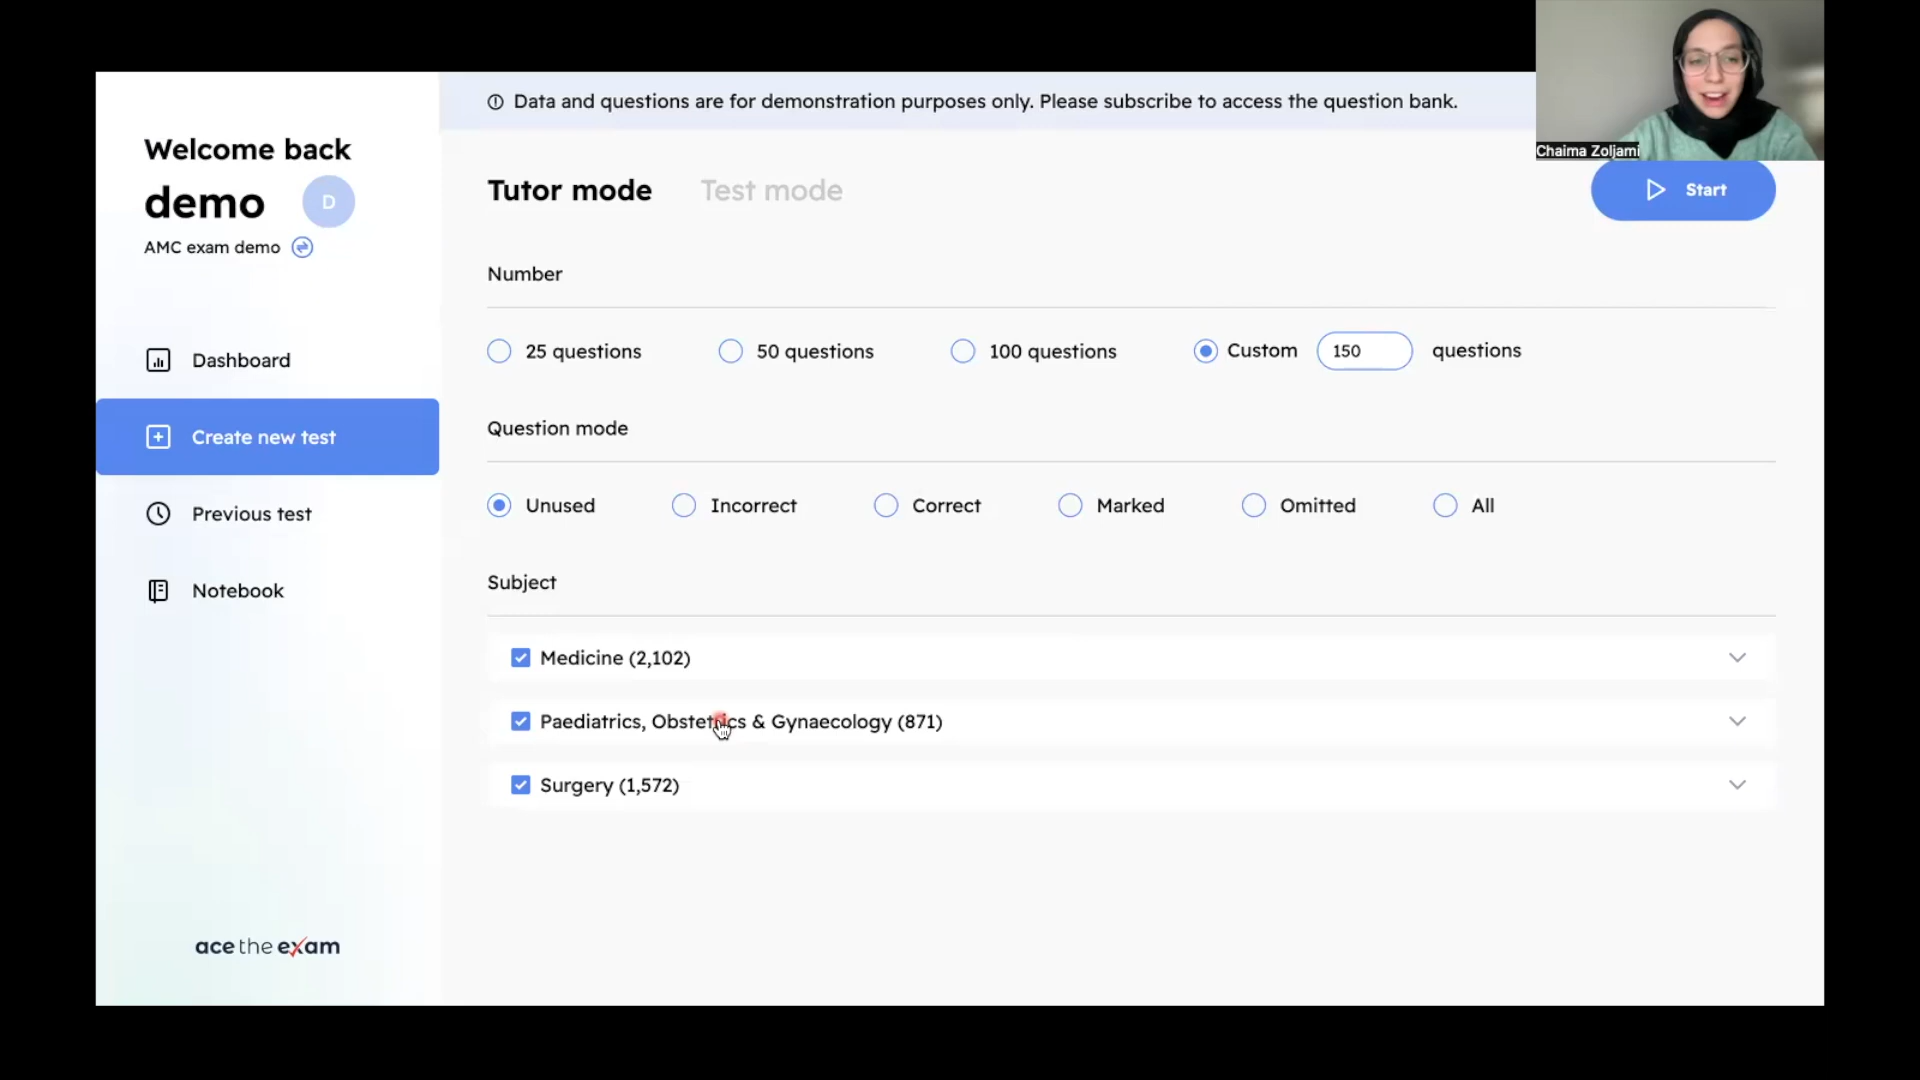 Data and questions are for demonstration purposes only. Please subscribe to access the question bank.
Chaima Zoljami
Welcome back
demo
D
AMC exam demo
Dashboard
Create new test
Previous test
Notebook
ace the exam
Tutor mode
Test mode
Start
Number
25 questions
50 questions
100 questions
Custom 150 questions
Question mode
Unused
Incorrect
Correct
Marked
Omitted
All
Subject
Medicine (2,102)
Paediatrics, Obstetrics & Gynaecology (871)
Surgery (1,572)